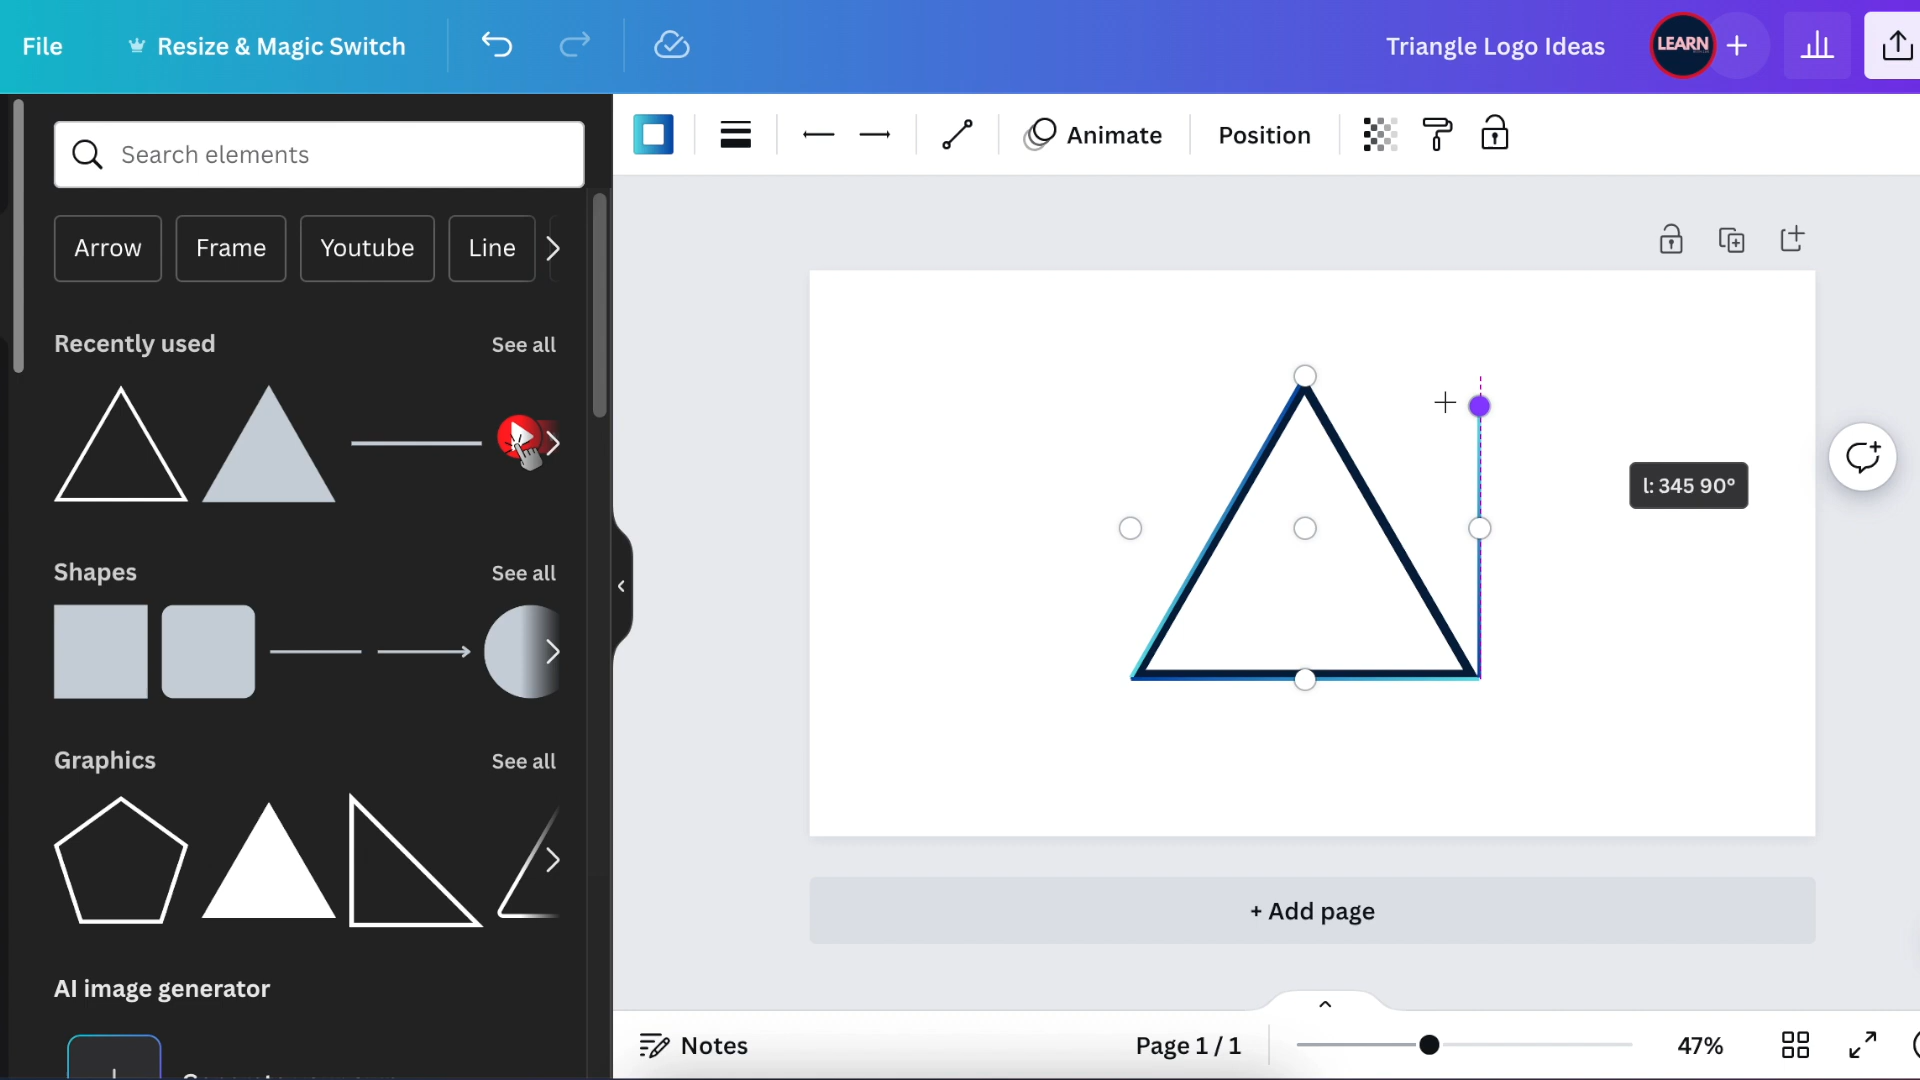 File
Resize & Magic Switch
Triangle Logo Ideas
LEARN
Search elements
Animate
Position
Arrow
Frame
Youtube
Line
Recently used
See all
l: 345 90°
Shapes
See all
Graphics
See all
+ Add page
AI image generator
Notes
Page 1 / 1
47%